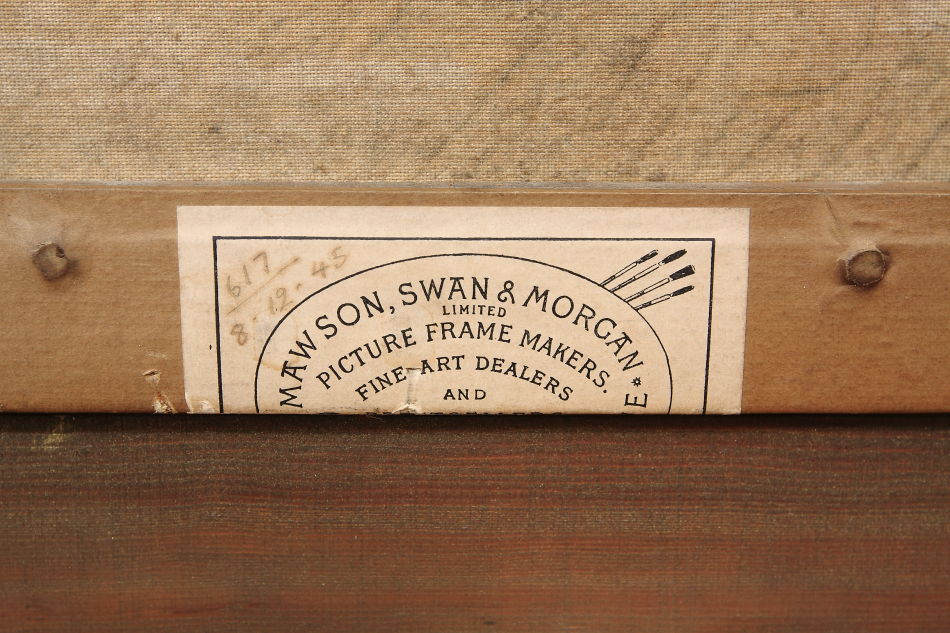 617
8.12.45
MAWSON, SWAN & MORGAN
LIMITED
PICTURE FRAME MAKERS.
FINE-ART DEALERS
AND